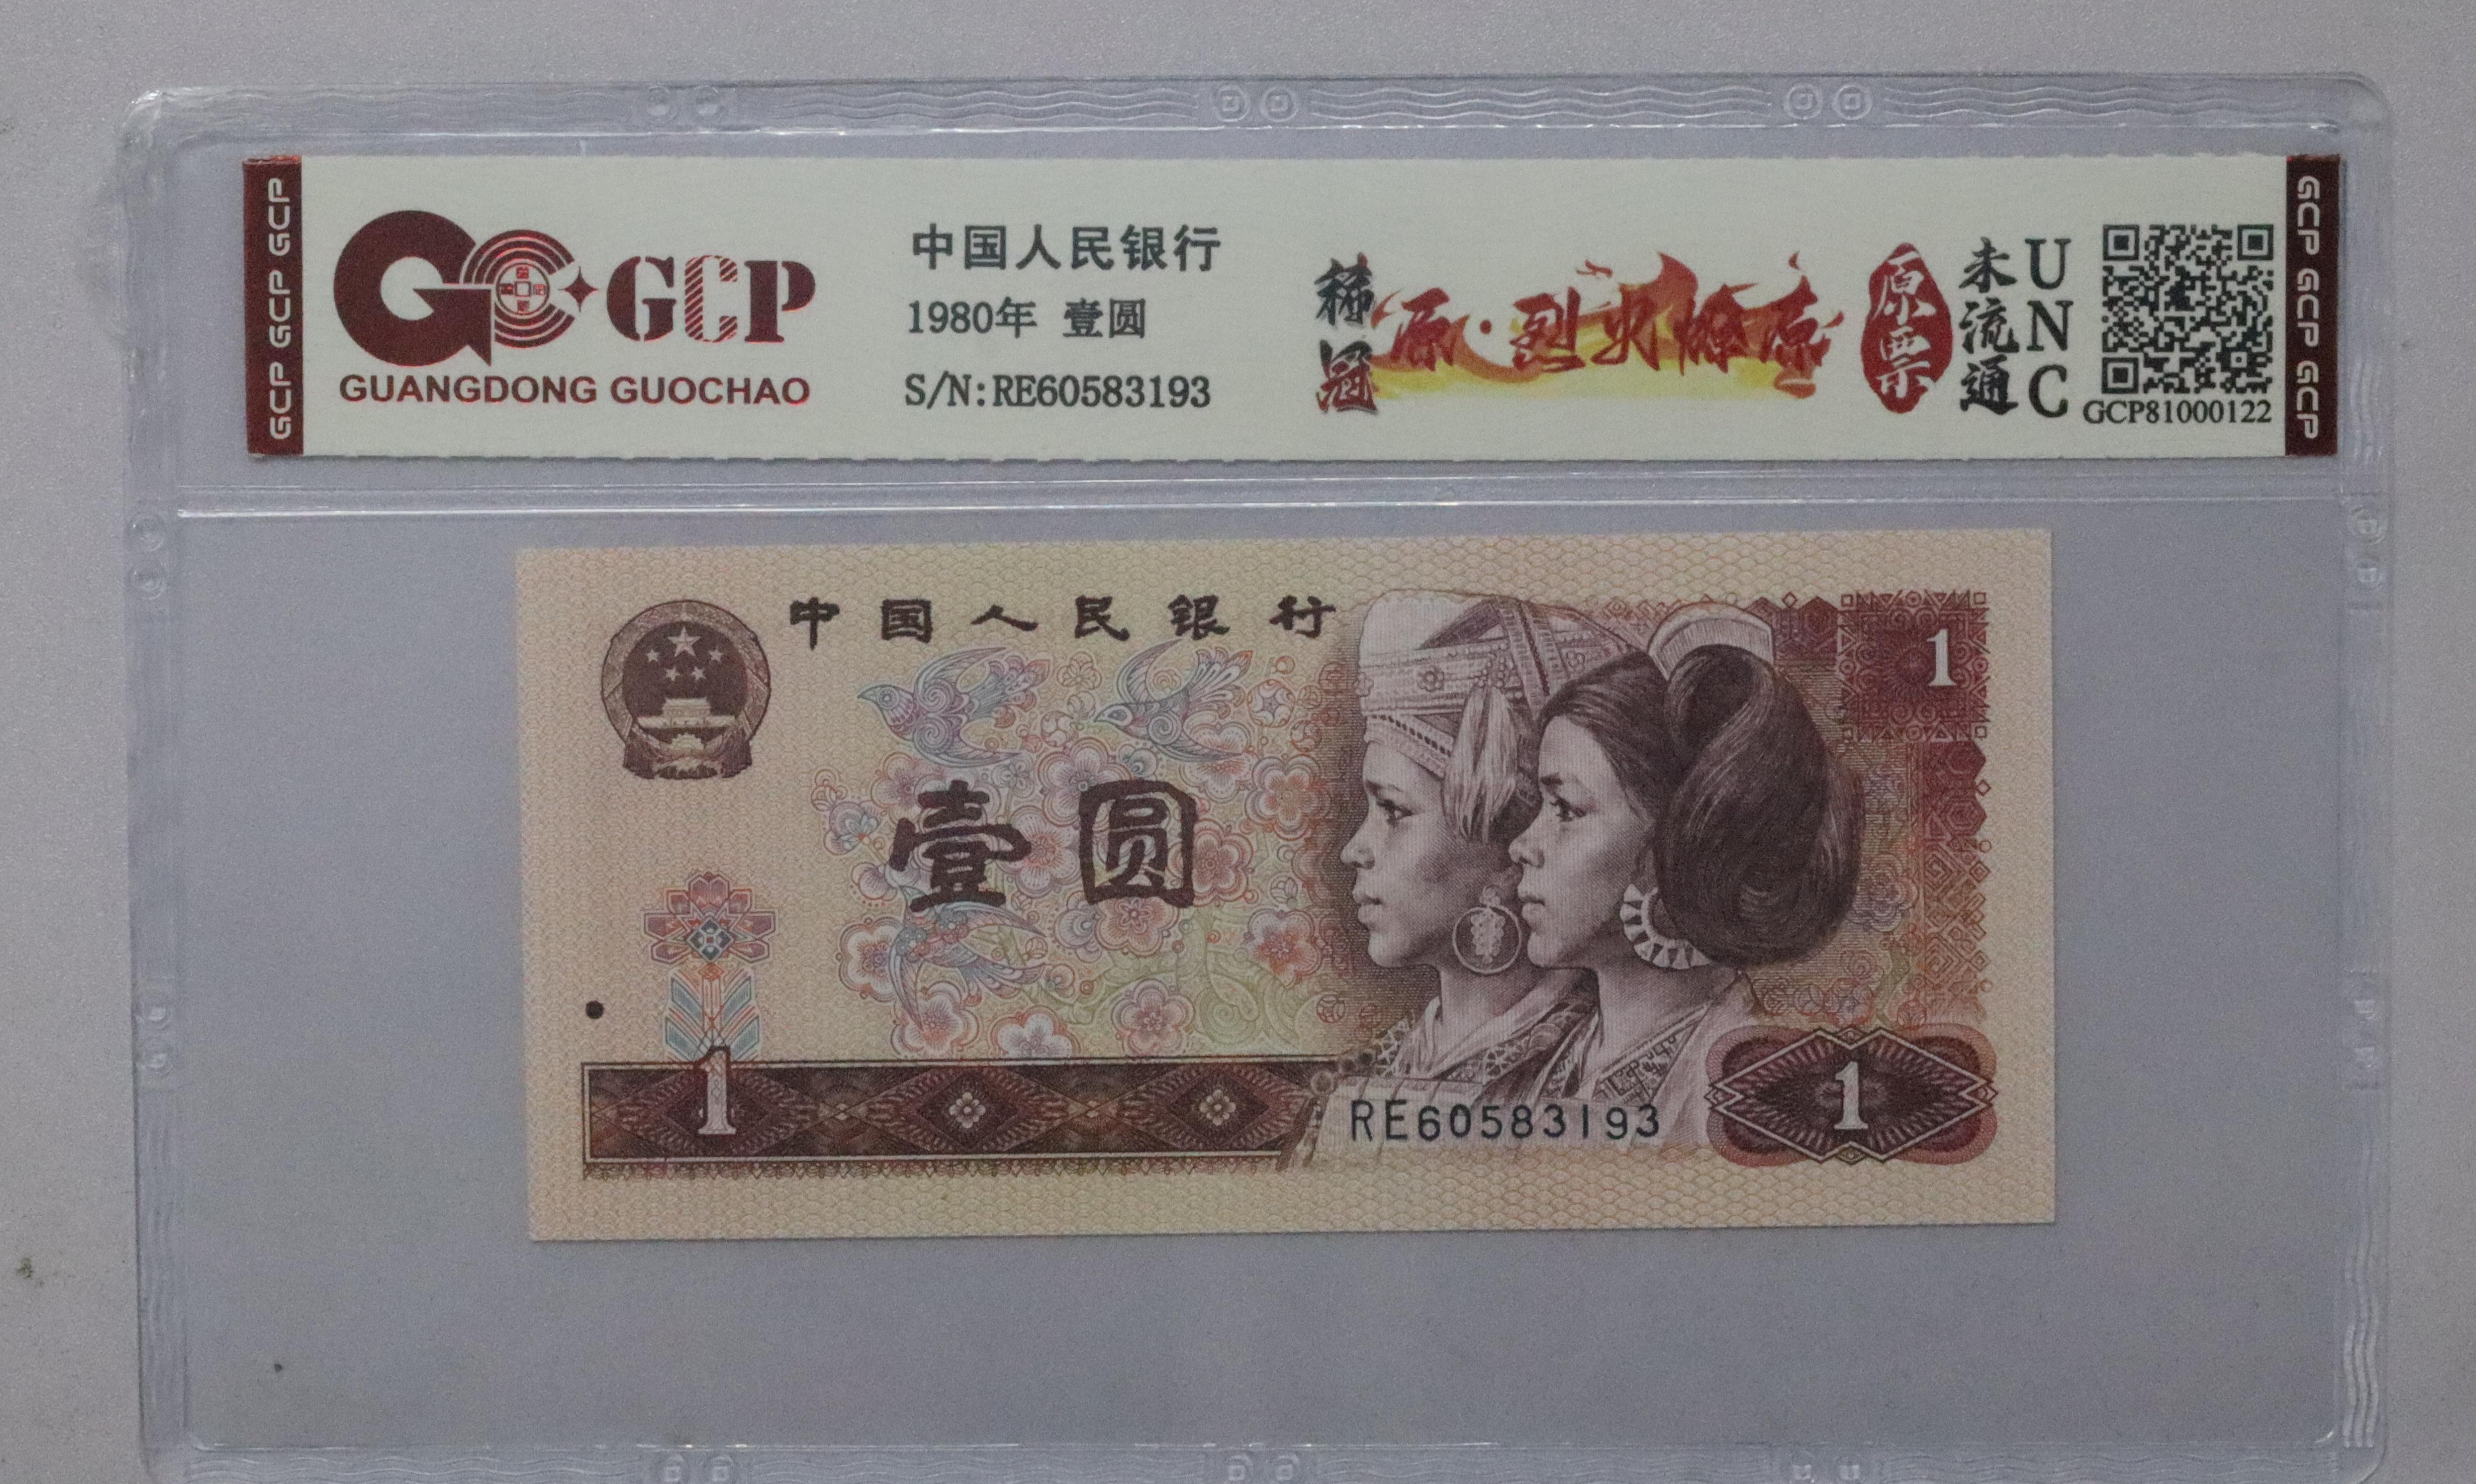 GCP GCP GCP
GCP
GUANGDONG GUOCHAO
中国人民银行
1980年 壹圆
S/N:RE60583193
稀冠
原·烈火燎原
原票
未流通
UNC
GCP81000122
GCP GCP GCP
中国人民银行
1
壹圆
1
RE60583193
1